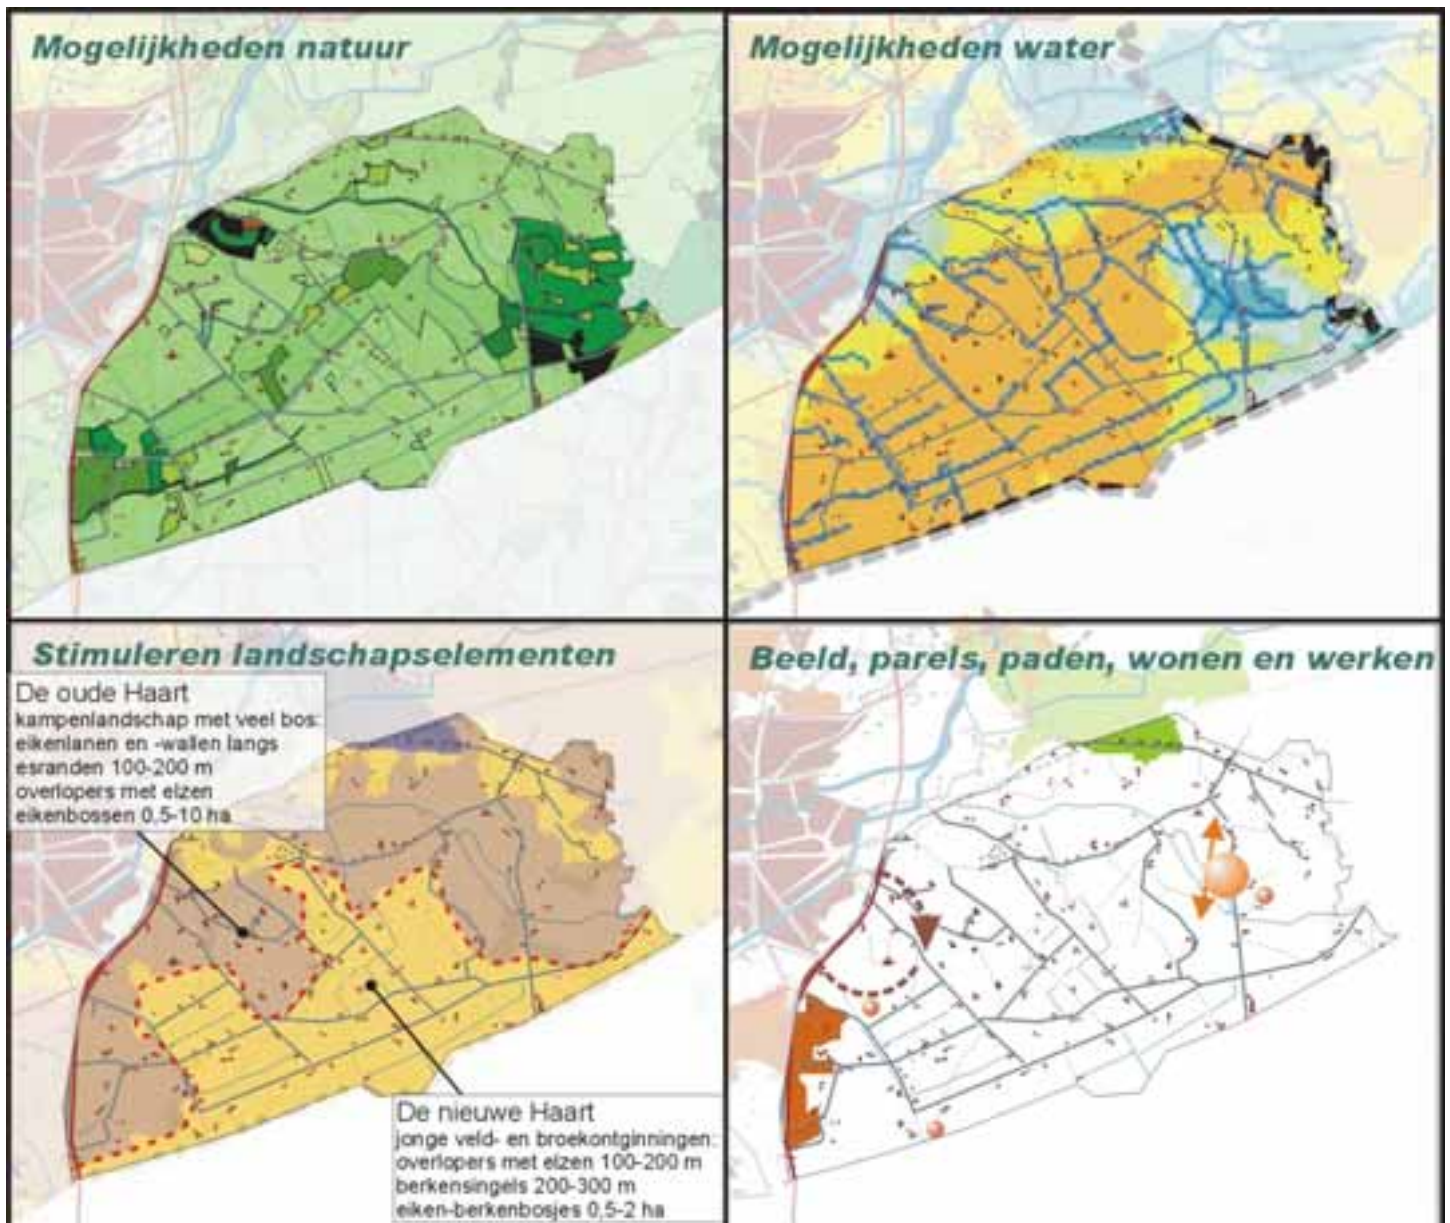 Mogelijkheden natuur
Mogelijkheden water
Stimuleren landschapselementen
De oude Haart
kampenlandschap met veel bos:
eikenlanen en -wallen langs
esranden 100-200 m
overlopers met elzen
eikenbossen 0,5-10 ha
De nieuwe Haart
jonge veld- en broekontginningen:
overlopers met elzen 100-200 m
berkensingels 200-300 m
eiken-berkenbosjes 0,5-2 ha
Beeld, parels, paden, wonen en werken